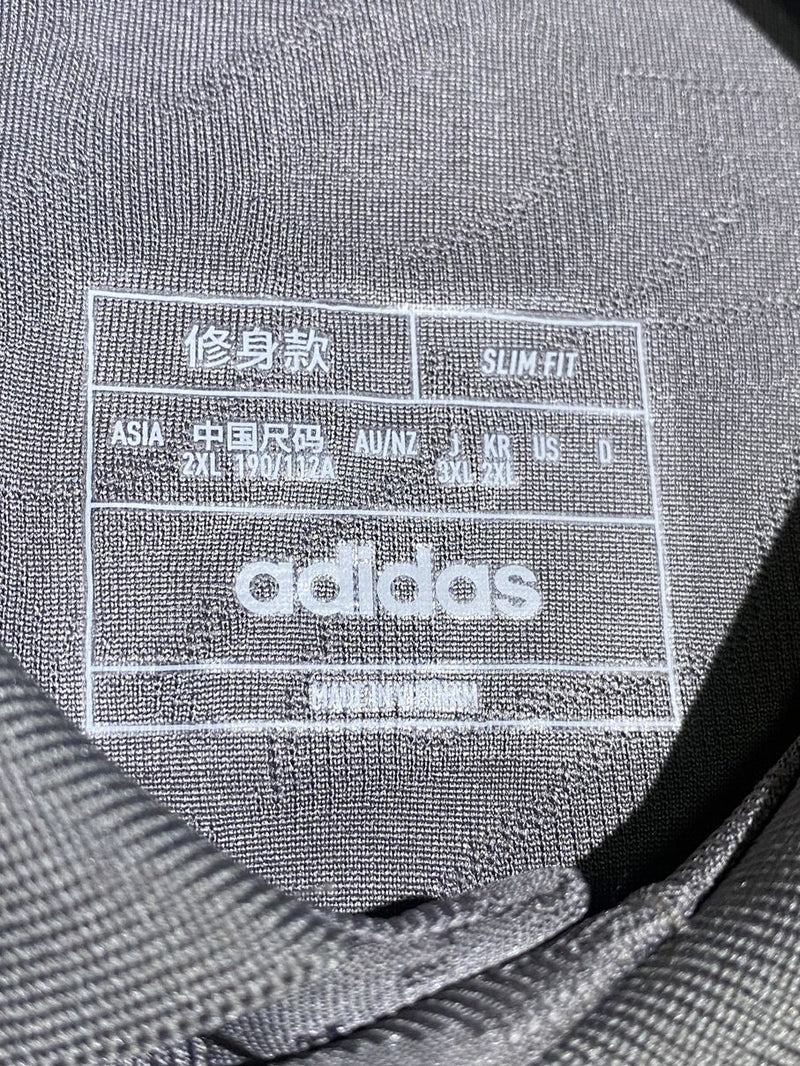 修身款 SLIM FIT
ASIA 中国尺码 AU/NZ J KR US D
2XL 190/112A 3XL 2XL
adidas
MADE IN VIETNAM